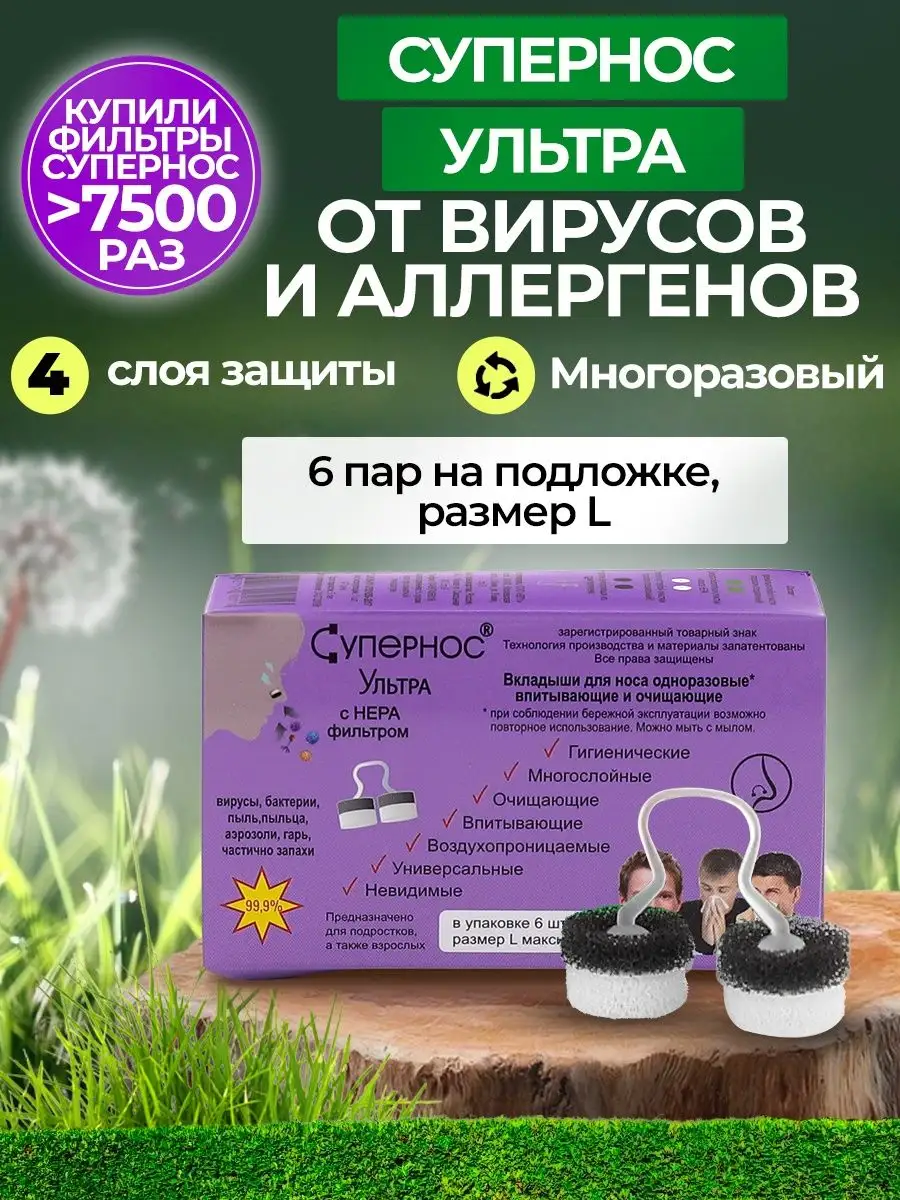 СУПЕРНОС
УЛЬТРА
ОТ ВИРУСОВ
И АЛЛЕРГЕНОВ
КУПИЛИ
ФИЛЬТРЫ
СУПЕРНОС
>7500
РАЗ
4 слоя защиты
Многоразовый
6 пар на подложке,
размер L
Супернос®
Ультра
с НЕРА
фильтром
зарегистрированный товарный знак
Технология производства и материалы запатентованы
Все права защищены
Вкладыши для носа одноразовые*
впитывающие и очищающие
* при соблюдении бережной эксплуатации возможно
повторное использование. Можно мыть с мылом.
✓ Гигиенические
✓ Многослойные
✓ Очищающие
✓ Впитывающие
✓ Воздухопроницаемые
✓ Универсальные
✓ Невидимые
вирусы, бактерии,
пыль,пыльца,
аэрозоли, гарь,
частично запахи
99,9%
Предназначено
для подростков,
а также взрослых
в упаковке 6 шт
размер L макси